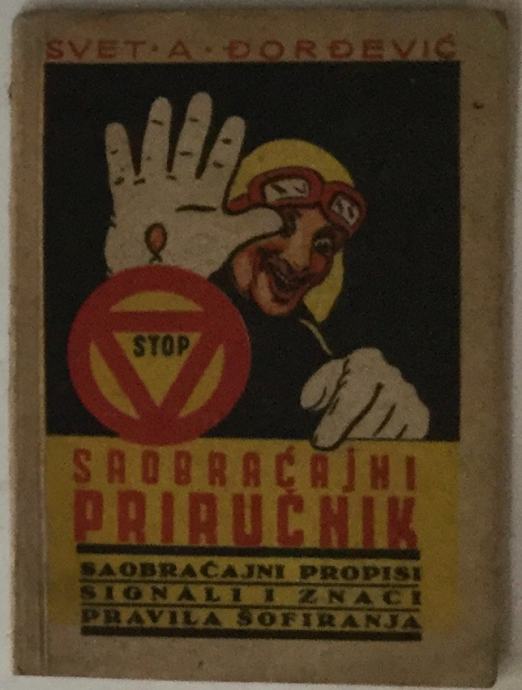 SVET·A·ĐORĐEVIĆ
STOP
SAOBRAĆAJNI
PRIRUČNIK
SAOBRAĆAJNI PROPISI
SIGNALI I ZNACI
PRAVILA ŠOFIRANJA